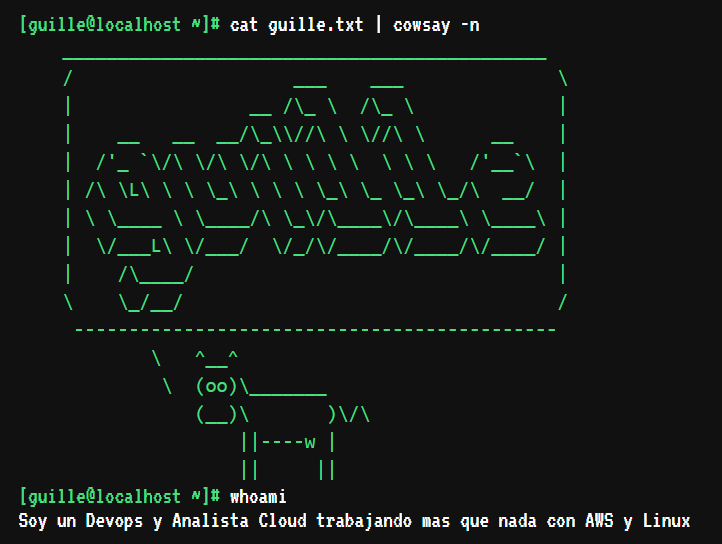 [guille@localhost ~]# cat guille.txt | cowsay -n
 _____________________________________________
/                    ___    ___               \
|                __ /\_ \  /\_ \              |
|    __   __  __/\_\\//\ \ \//\ \      __     |
|  /'_ `\/\ \/\ \/\ \ \ \ \  \ \ \   /'__`\   |
| /\ \L\ \ \ \_\ \ \ \ \_\ \_ \_\ \_/\  __/   |
| \ \____ \ \____/\ \_\/\____\/\____\ \____\ |
|  \/___L\ \/___/  \/_/\/____/\/____/\/____/ |
|    /\____/                                  |
\    \_/__/                                   /
 ---------------------------------------------
        \   ^__^
         \  (oo)\_______
            (__)\       )\/\
                ||----w |
                ||     ||
[guille@localhost ~]# whoami
Soy un Devops y Analista Cloud trabajando mas que nada con AWS y Linux